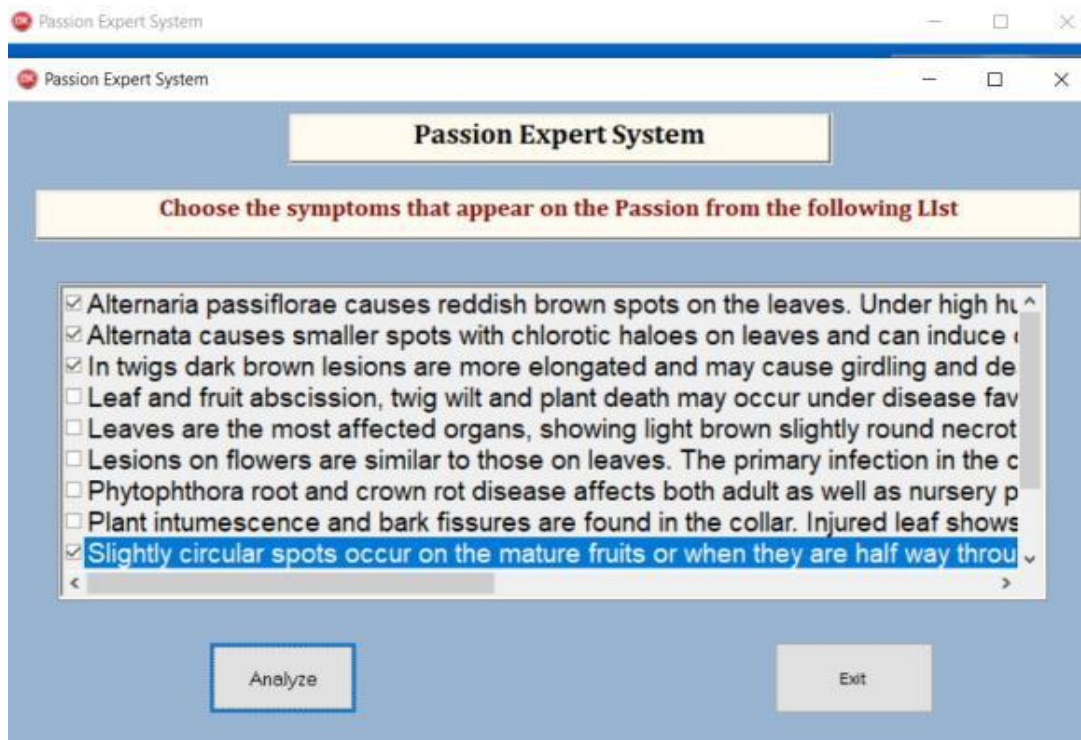 Passion Expert System
Passion Expert System
Passion Expert System
Choose the symptoms that appear on the Passion from the following LIst
Alternaria passiflorae causes reddish brown spots on the leaves. Under high
Alternata causes smaller spots with chlorotic haloes on leaves and can induce
In twigs dark brown lesions are more elongated and may cause girdling and de
Leaf and fruit abscission, twig wilt and plant death may occur under disease fav
Leaves are the most affected organs, showing light brown slightly round necrot
Lesions on flowers are similar to those on leaves. The primary infection in the c
Phytophthora root and crown rot disease affects both adult as well as nursery p
Plant intumescence and bark fissures are found in the collar. Injured leaf shows
Slightly circular spots occur on the mature fruits or when they are half way throu
Analyze
Exit